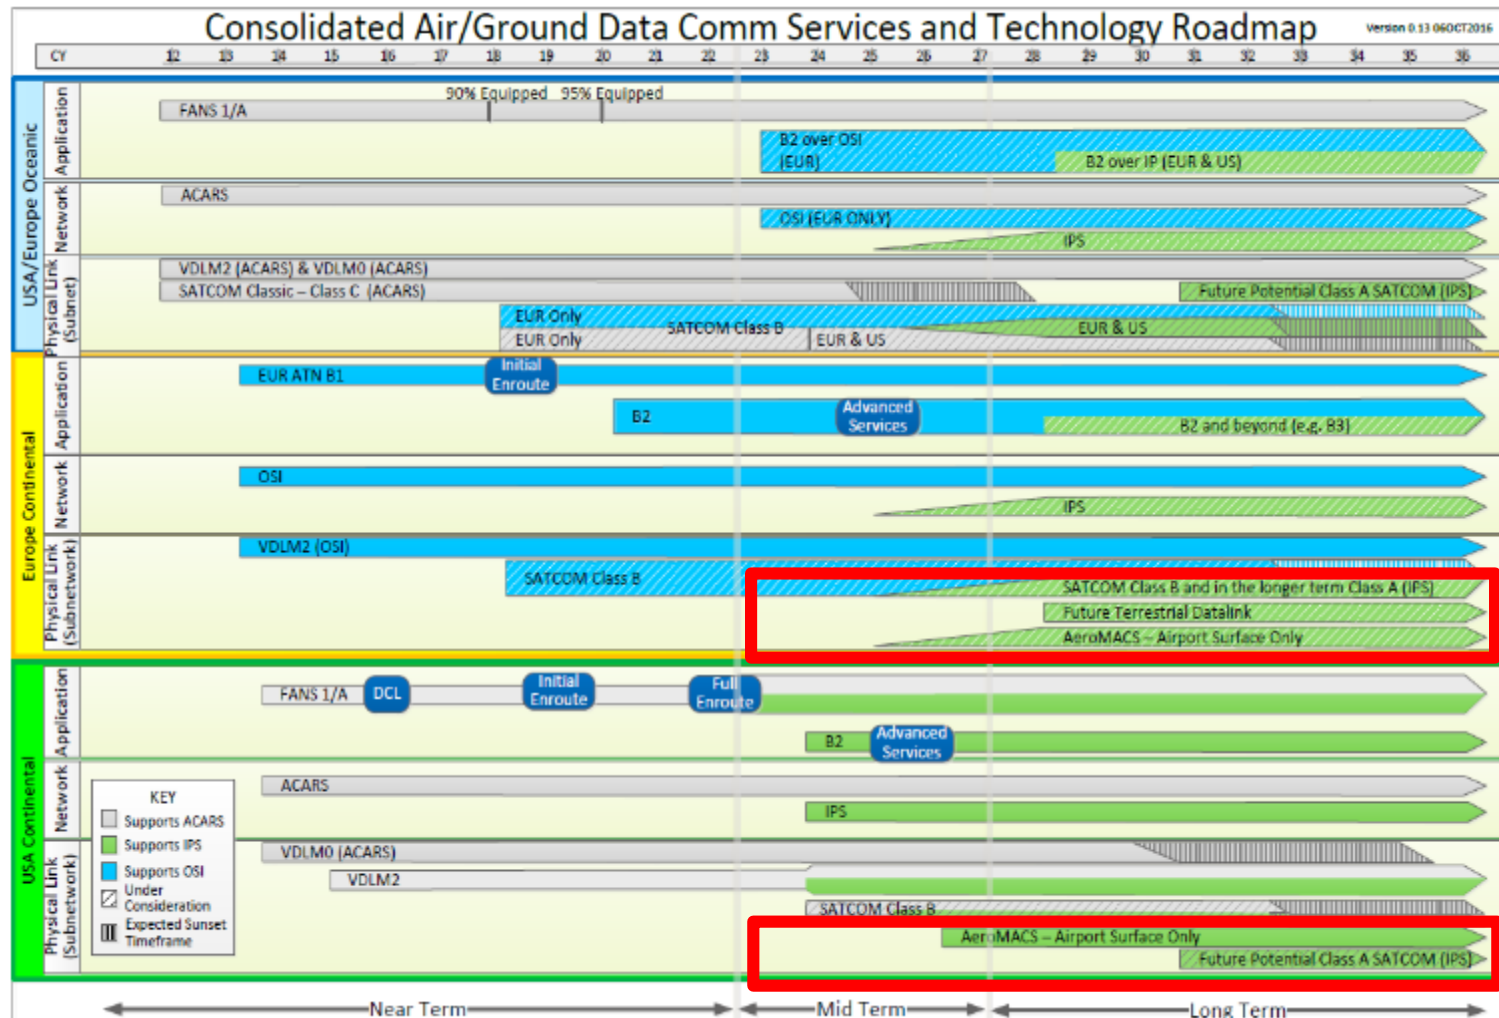 Consolidated Air/Ground Data Comm Services and Technology Roadmap
Version 0.13 06OCT2016
CY 12 13 14 15 16 17 18 19 20 21 22 23 24 25 26 27 28 29 30 31 32 33 34 35 36
USA/Europe Oceanic
Application
90% Equipped 95% Equipped
FANS 1/A
B2 over OSI
(EUR)
B2 over IP (EUR & US)
Network
ACARS
OSI (EUR ONLY)
IPS
Physical Link
(Subnet)
VDLM2 (ACARS) & VDLM0 (ACARS)
SATCOM Classic – Class C (ACARS)
Future Potential Class A SATCOM (IPS)
EUR Only
SATCOM Class B
EUR & US
EUR Only
EUR & US
Europe Continental
Application
EUR ATN B1
Initial
Enroute
B2
Advanced
Services
B2 and beyond (e.g. B3)
Network
OSI
IPS
Physical Link
(Subnetwork)
VDLM2 (OSI)
SATCOM Class B
SATCOM Class B and in the longer term Class A (IPS)
Future Terrestrial Datalink
AeroMACS – Airport Surface Only
USA Continental
Application
FANS 1/A
DCL
Initial
Enroute
Full
Enroute
B2
Advanced
Services
Network
ACARS
IPS
Physical Link
(Subnetwork)
VDLM0 (ACARS)
VDLM2
SATCOM Class B
AeroMACS – Airport Surface Only
Future Potential Class A SATCOM (IPS)
KEY
Supports ACARS
Supports IPS
Supports OSI
Under
Consideration
Expected Sunset
Timeframe
Near Term
Mid Term
Long Term